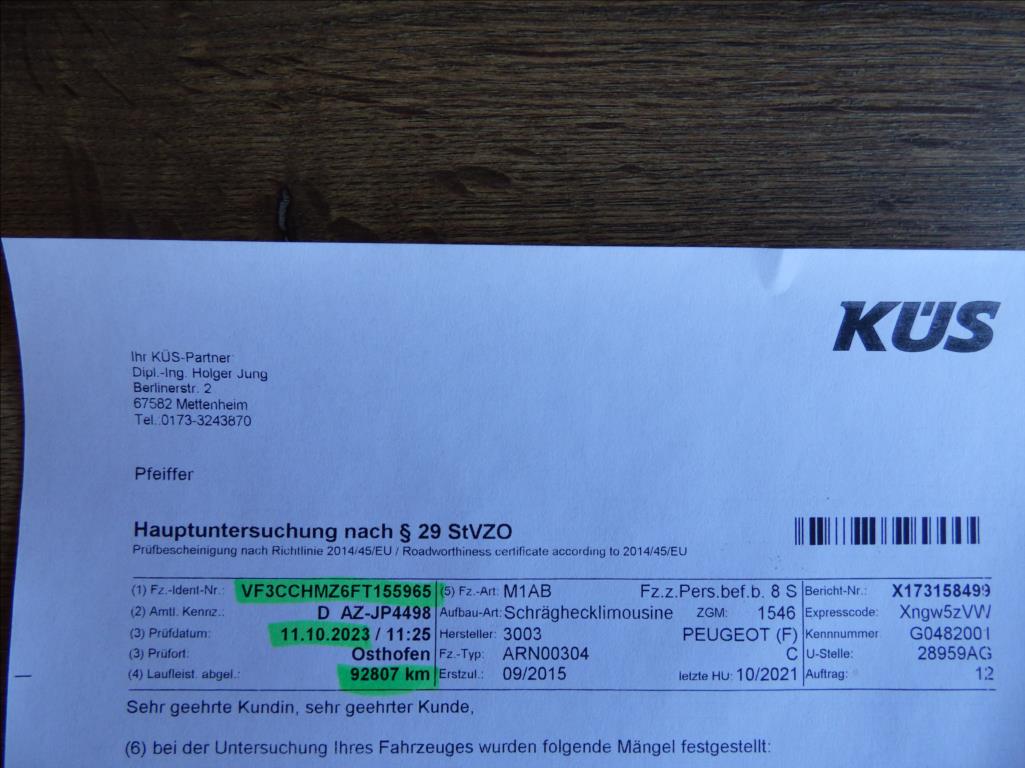 KÜS
Ihr KÜS-Partner:
Dipl.-Ing. Holger Jung
Berlinerstr. 2
67582 Mettenheim
Tel.:0173-3243870
Pfeiffer
Hauptuntersuchung nach § 29 StVZO
Prüfbescheinigung nach Richtlinie 2014/45/EU / Roadworthiness certificate according to 2014/45/EU
(1) Fz.-Ident-Nr.: VF3CCHMZ6FT155965 (5) Fz.-Art: M1AB Fz.z.Pers.bef.b. 8 S Bericht-Nr.: X173158499
(2) Amtl. Kennz.: D AZ-JP4498 Aufbau-Art: Schräghecklimousine ZGM: 1546 Expresscode: Xngw5zVW
(3) Prüfdatum: 11.10.2023 / 11:25 Hersteller: 3003 PEUGEOT (F) Kennnummer G0482001
(3) Prüfort: Osthofen Fz.-Typ: ARN00304 C U-Stelle: 28959AG
(4) Laufleist. abgel.: 92807 km Erstzul.: 09/2015 letzte HU: 10/2021 Auftrag: 12
Sehr geehrte Kundin, sehr geehrter Kunde,
(6) bei der Untersuchung Ihres Fahrzeuges wurden folgende Mängel festgestellt: